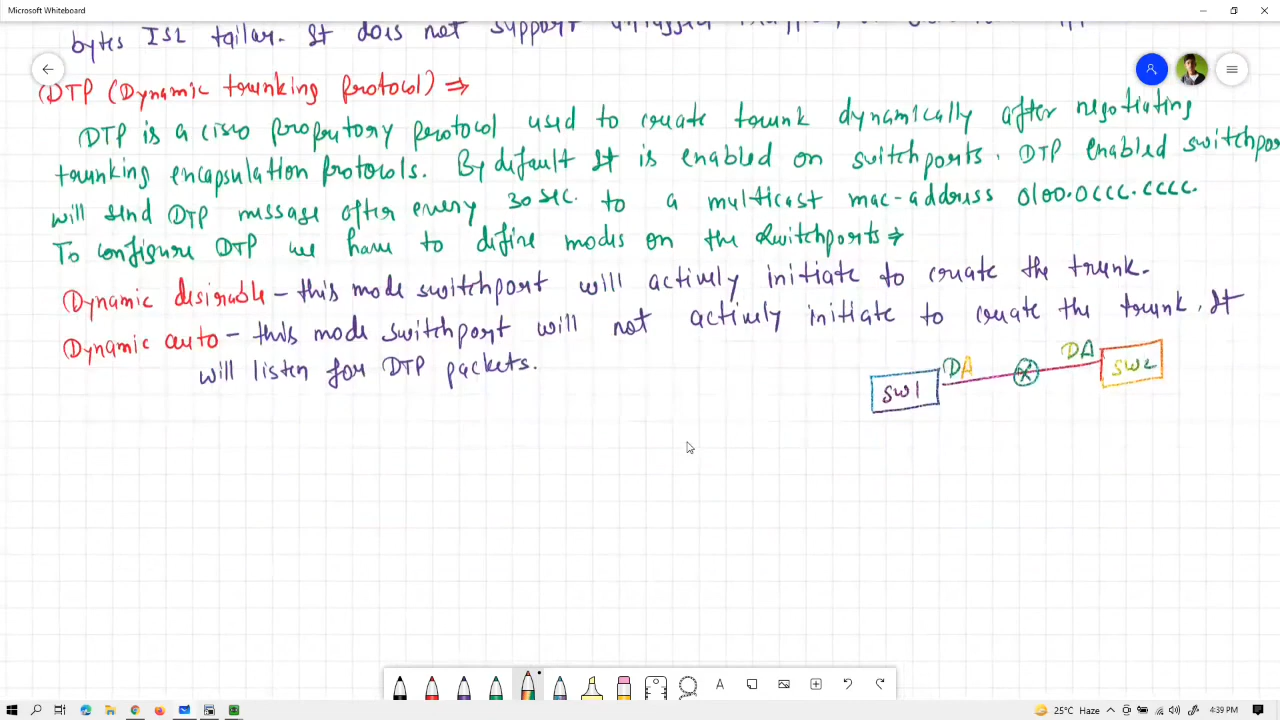 Microsoft Whiteboard
bytes ISL tailer. It does not support
DTP (Dynamic trunking protocol) ⇒
DTP is a cisco propritory protocol used to create trunk dynamically after negotiating
trunking encapsulation protocols. By default It is enabled on switchports. DTP enabled switchpor
will send DTP message after every 30 sec. to a multicast mac-address 0100.0CCC.CCCC.
To configure DTP we have to define modes on the switchports ⇒
Dynamic desirable - this mode switchport will actively initiate to create the trunk.
Dynamic auto - this mode switchport will not actively initiate to create the trunk. It
will listen for DTP packets.
DA DA
SW1 SW2
25°C Haze 4:39 PM